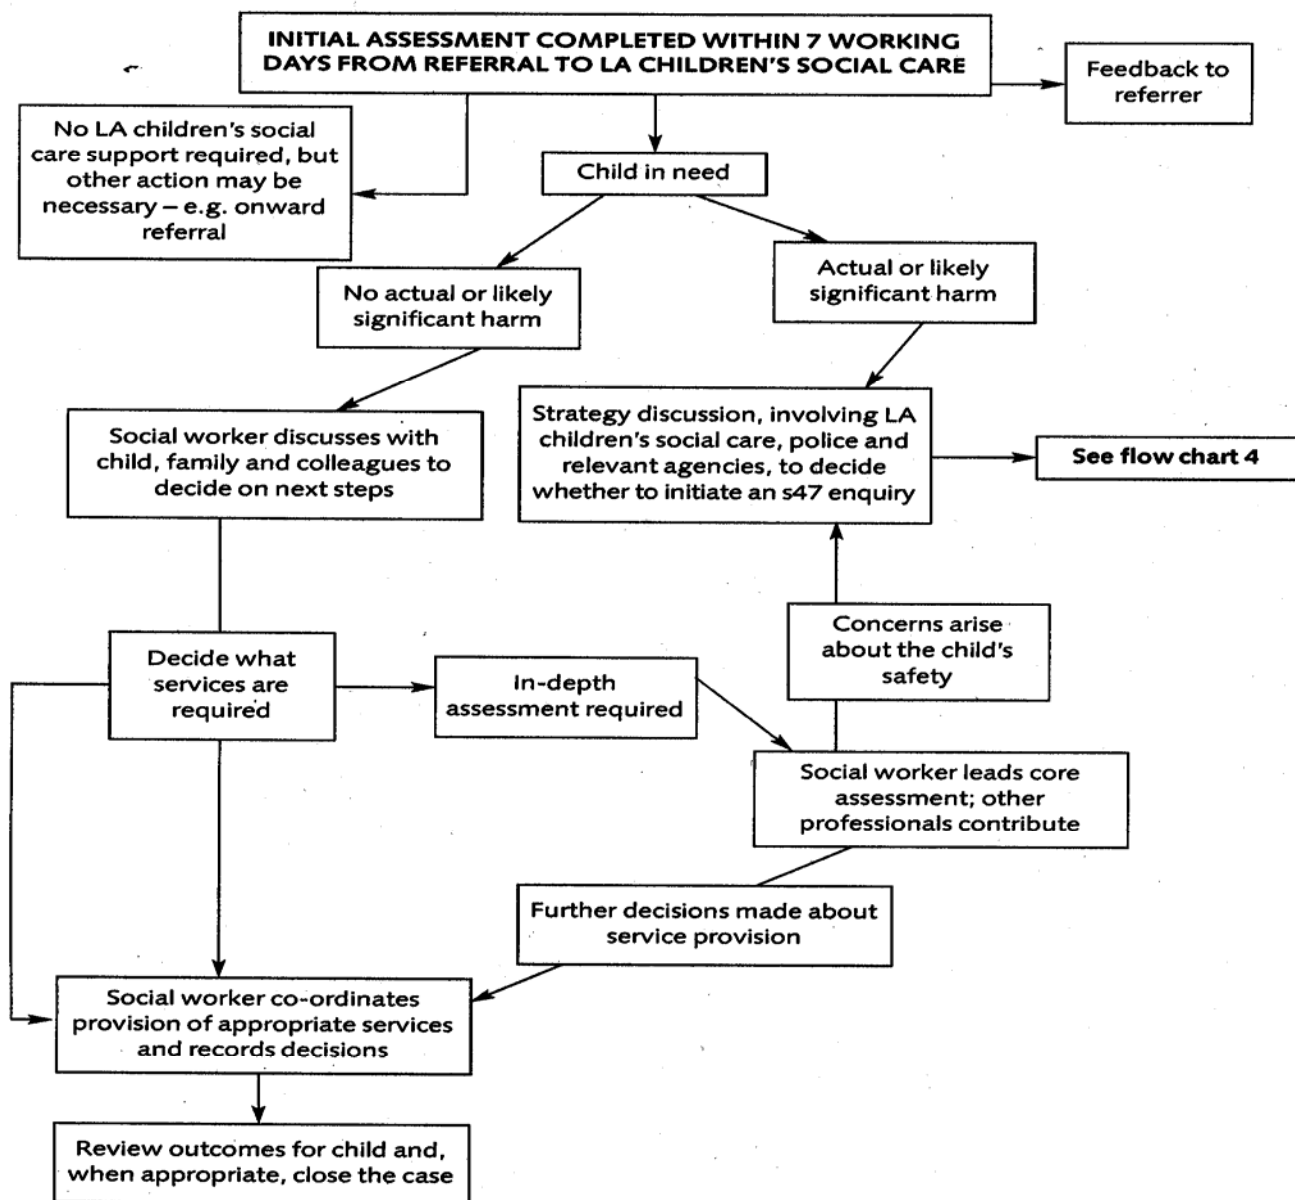 INITIAL ASSESSMENT COMPLETED WITHIN 7 WORKING
DAYS FROM REFERRAL TO LA CHILDREN'S SOCIAL CARE
Feedback to
referrer
No LA children's social
care support required, but
other action may be
necessary – e.g. onward
referral
Child in need
No actual or likely
significant harm
Actual or likely
significant harm
Social worker discusses with
child, family and colleagues to
decide on next steps
Strategy discussion, involving LA
children's social care, police and
relevant agencies, to decide
whether to initiate an s47 enquiry
See flow chart 4
Concerns arise
about the child's
safety
Decide what
services are
required
In-depth
assessment required
Social worker leads core
assessment; other
professionals contribute
Further decisions made about
service provision
Social worker co-ordinates
provision of appropriate services
and records decisions
Review outcomes for child and,
when appropriate, close the case